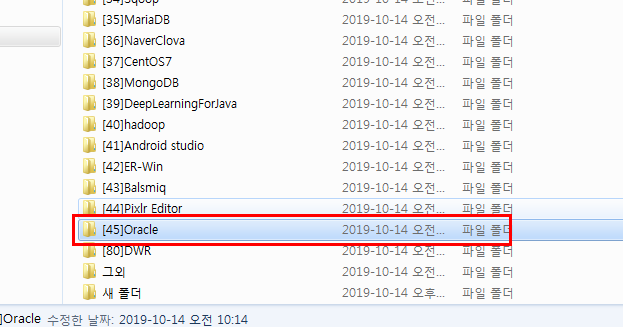 [34]Sqoop 2019-10-14 오전... 파일 폴더
[35]MariaDB 2019-10-14 오전... 파일 폴더
[36]NaverClova 2019-10-14 오전... 파일 폴더
[37]CentOS7 2019-10-14 오전... 파일 폴더
[38]MongoDB 2019-10-14 오전... 파일 폴더
[39]DeepLearningForJava 2019-10-14 오전... 파일 폴더
[40]hadoop 2019-10-14 오전... 파일 폴더
[41]Android studio 2019-10-14 오전... 파일 폴더
[42]ER-Win 2019-10-14 오전... 파일 폴더
[43]Balsmiq 2019-10-14 오전... 파일 폴더
[44]Pixlr Editor 2019-10-14 오전... 파일 폴더
[45]Oracle 2019-10-14 오전... 파일 폴더
[80]DWR 2019-10-14 오전... 파일 폴더
그외 2019-10-14 오전... 파일 폴더
새 폴더 2019-10-14 오후... 파일 폴더
]Oracle 수정한 날짜: 2019-10-14 오전 10:14